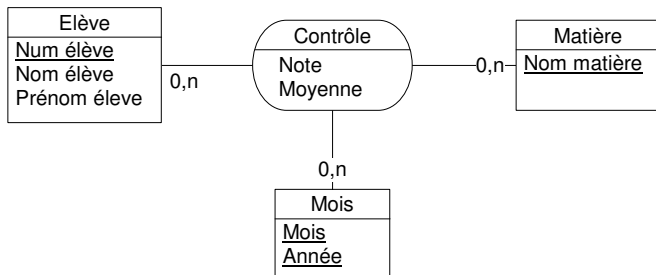 Elève
Num élève
Nom élève
Prénom éleve
0,n
Contrôle
Note
Moyenne
0,n
Matière
Nom matière
0,n
Mois
Mois
Année